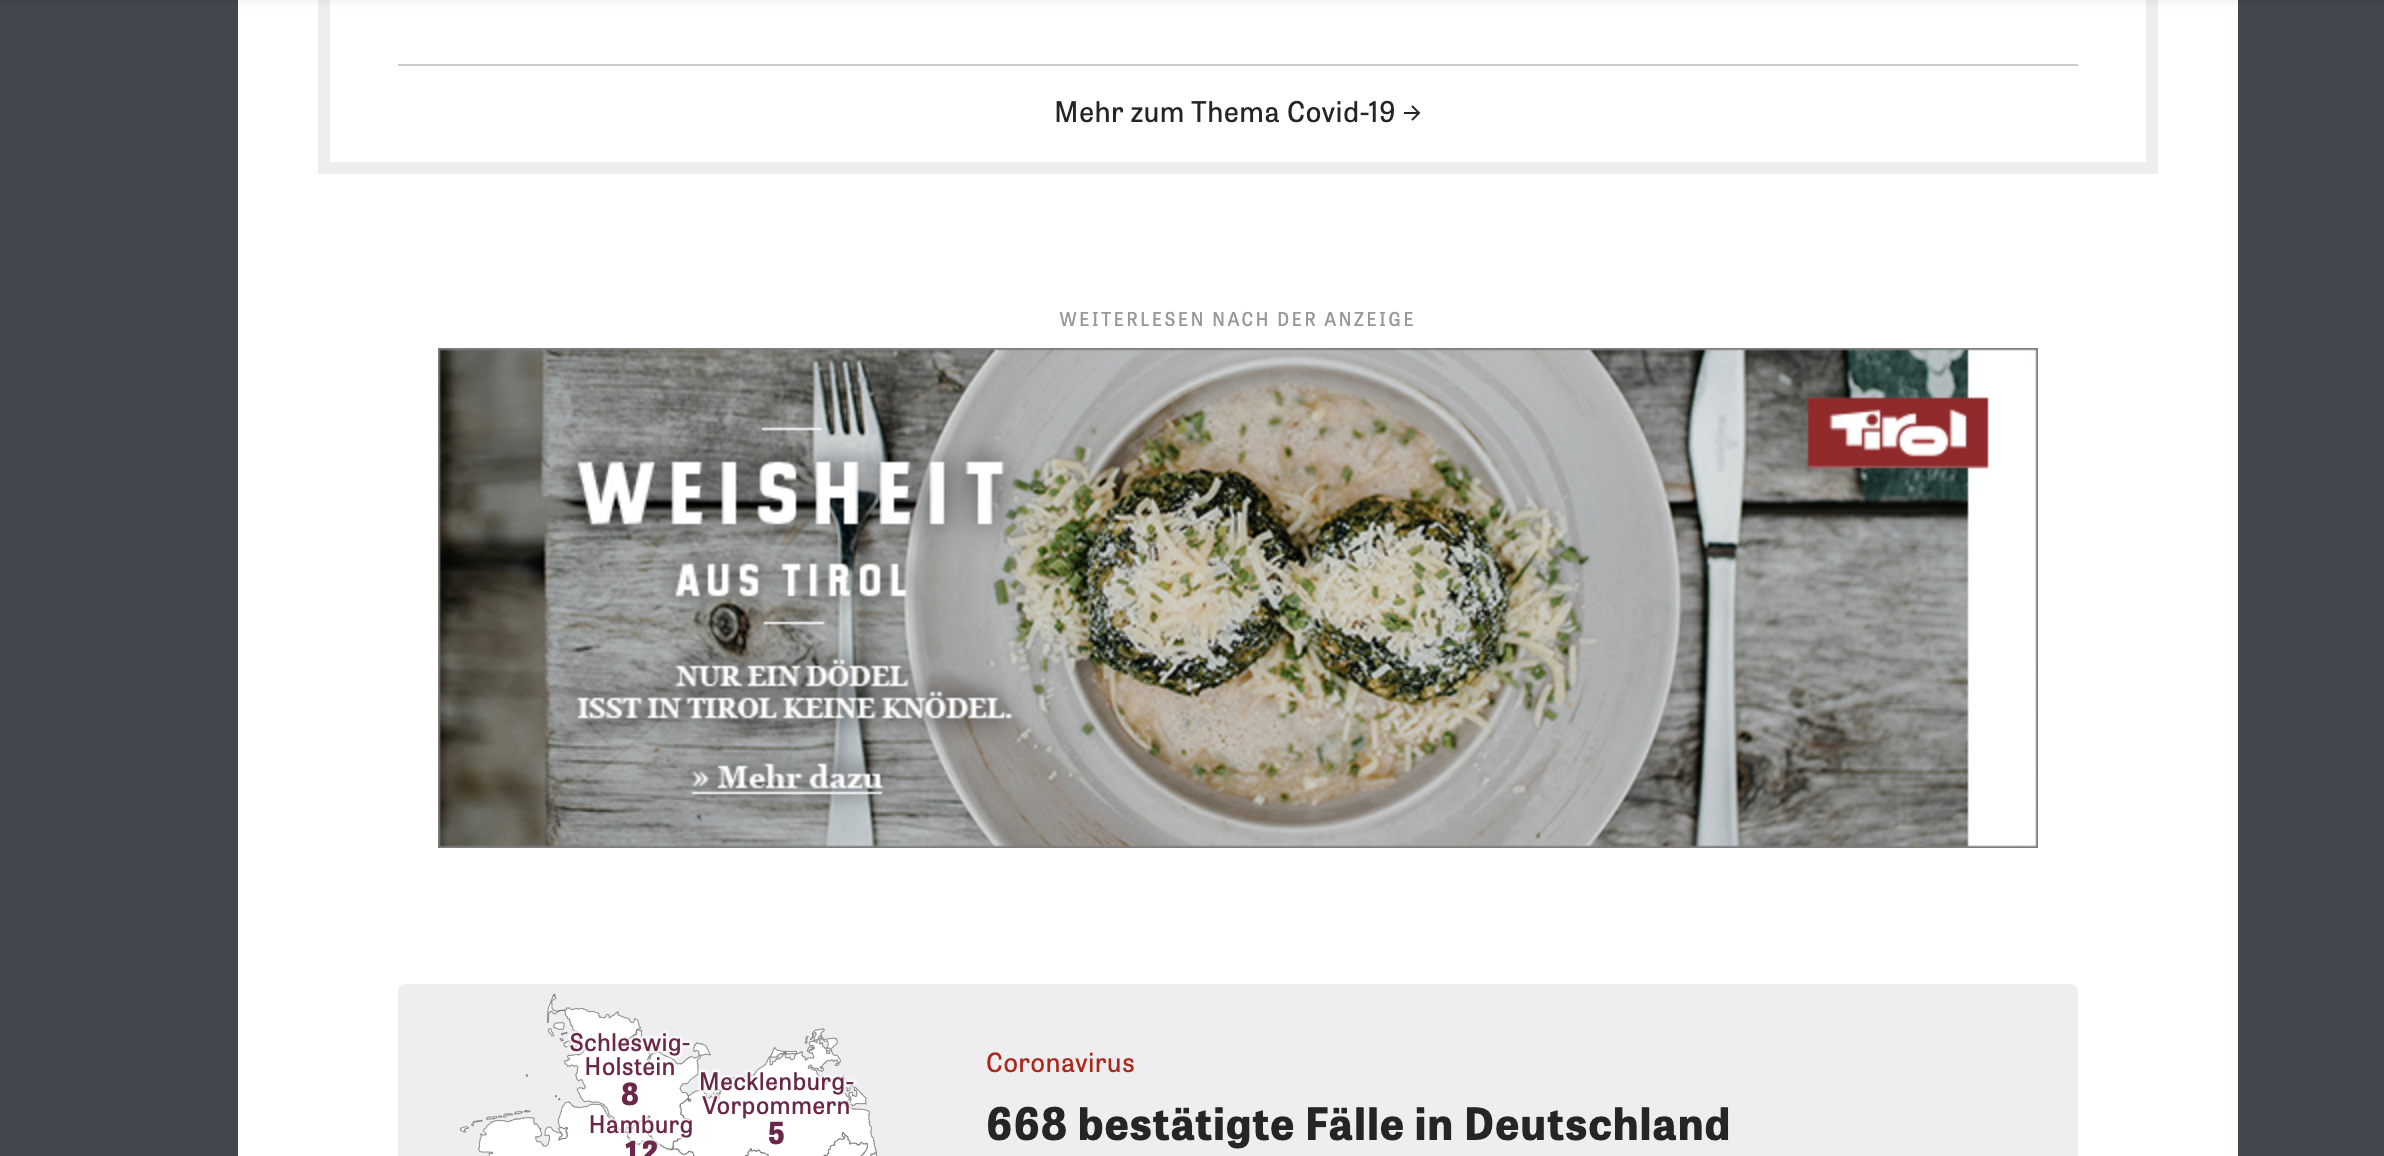 Mehr zum Thema Covid-19 →
WEITERLESEN NACH DER ANZEIGE
Tirol
WEISHEIT
AUS TIROL
NUR EIN DÖDEL
ISST IN TIROL KEINE KNÖDEL.
» Mehr dazu
Schleswig-
Holstein
8
Hamburg
12
Mecklenburg-
Vorpommern
5
Coronavirus
668 bestätigte Fälle in Deutschland